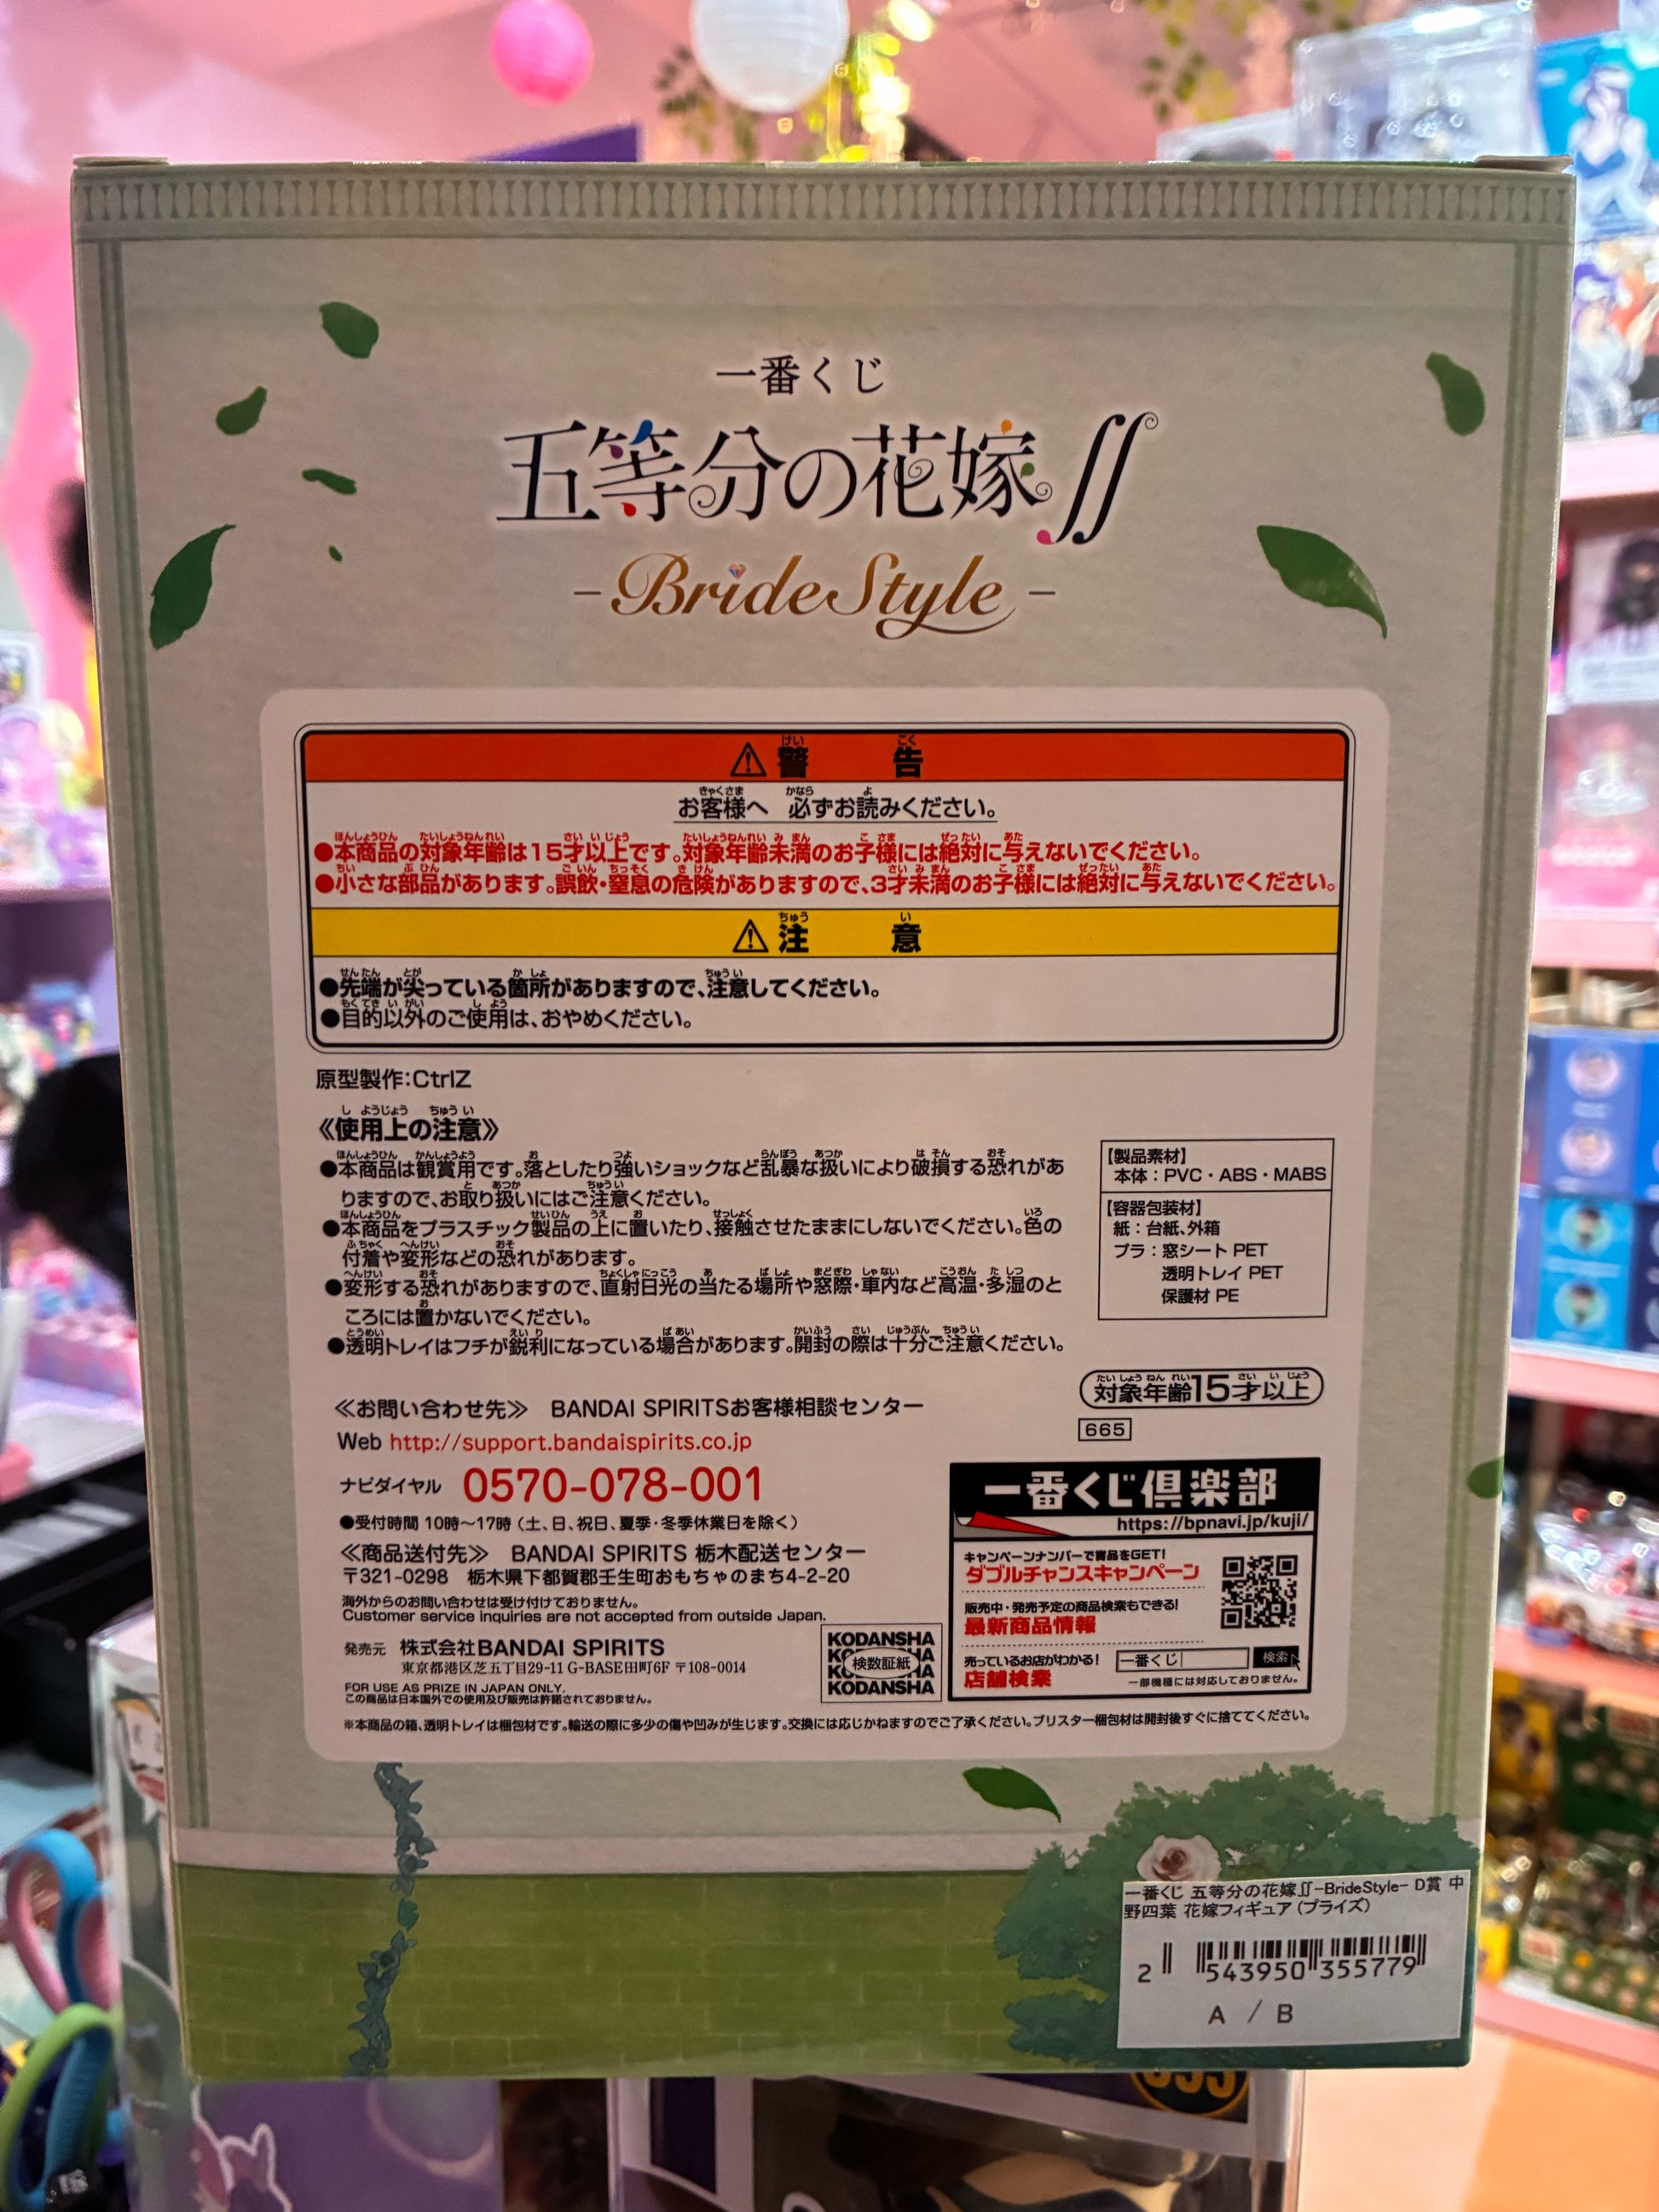 一番くじ
五等分の花嫁∬
-BrideStyle-
⚠警告
お客様へ 必ずお読みください。
●本商品の対象年齢は15才以上です。対象年齢未満のお子様には絶対に与えないでください。
●小さな部品があります。誤飲・窒息の危険がありますので、3才未満のお子様には絶対に与えないでください。
⚠注意
●先端が尖っている箇所がありますので、注意してください。
●目的以外のご使用は、おやめください。
原型製作:CtrlZ
《使用上の注意》
●本商品は観賞用です。落としたり強いショックなど乱暴な扱いにより破損する恐れがあ
りますので、お取り扱いにはご注意ください。
●本商品をプラスチック製品の上に置いたり、接触させたままにしないでください。色の
付着や変形などの恐れがあります。
●変形する恐れがありますので、直射日光の当たる場所や窓際・車内など高温・多湿のと
ころには置かないでください。
●透明トレイはフチが鋭利になっている場合があります。開封の際は十分ご注意ください。
【製品素材】
本体:PVC・ABS・MABS
【容器包装材】
紙:台紙、外箱
プラ:窓シート PET
透明トレイ PET
保護材 PE
対象年齢15才以上
665
≪お問い合わせ先≫ BANDAI SPIRITSお客様相談センター
Web http://support.bandaispirits.co.jp
ナビダイヤル 0570-078-001
●受付時間 10時〜17時(土、日、祝日、夏季・冬季休業日を除く)
≪商品送付先≫ BANDAI SPIRITS 栃木配送センター
〒321-0298 栃木県下都賀郡壬生町おもちゃのまち4-2-20
海外からのお問い合わせは受け付けておりません。
Customer service inquiries are not accepted from outside Japan.
発売元 株式会社BANDAI SPIRITS
東京都港区芝五丁目29-11 G-BASE田町6F 〒108-0014
FOR USE AS PRIZE IN JAPAN ONLY.
この商品は日本国外での使用及び販売は許諾されておりません。
KODANSHA
検数証紙
KODANSHA
一番くじ倶楽部
https://bpnavi.jp/kuji/
キャンペーンナンバーで賞品をGET!
ダブルチャンスキャンペーン
販売中・発売予定の商品検索もできる!
最新商品情報
売っているお店がわかる!
店舗検索
一番くじ 検索
一部機種には対応しておりません。
※本商品の箱、透明トレイは梱包材です。輸送の際に多少の傷や凹みが生じます。交換には応じかねますのでご了承ください。ブリスター梱包材は開封後すぐに捨ててください。
一番くじ 五等分の花嫁∬-BrideStyle- D賞 中
野四葉 花嫁フィギュア (プライズ)
2 543950 355779
A / B